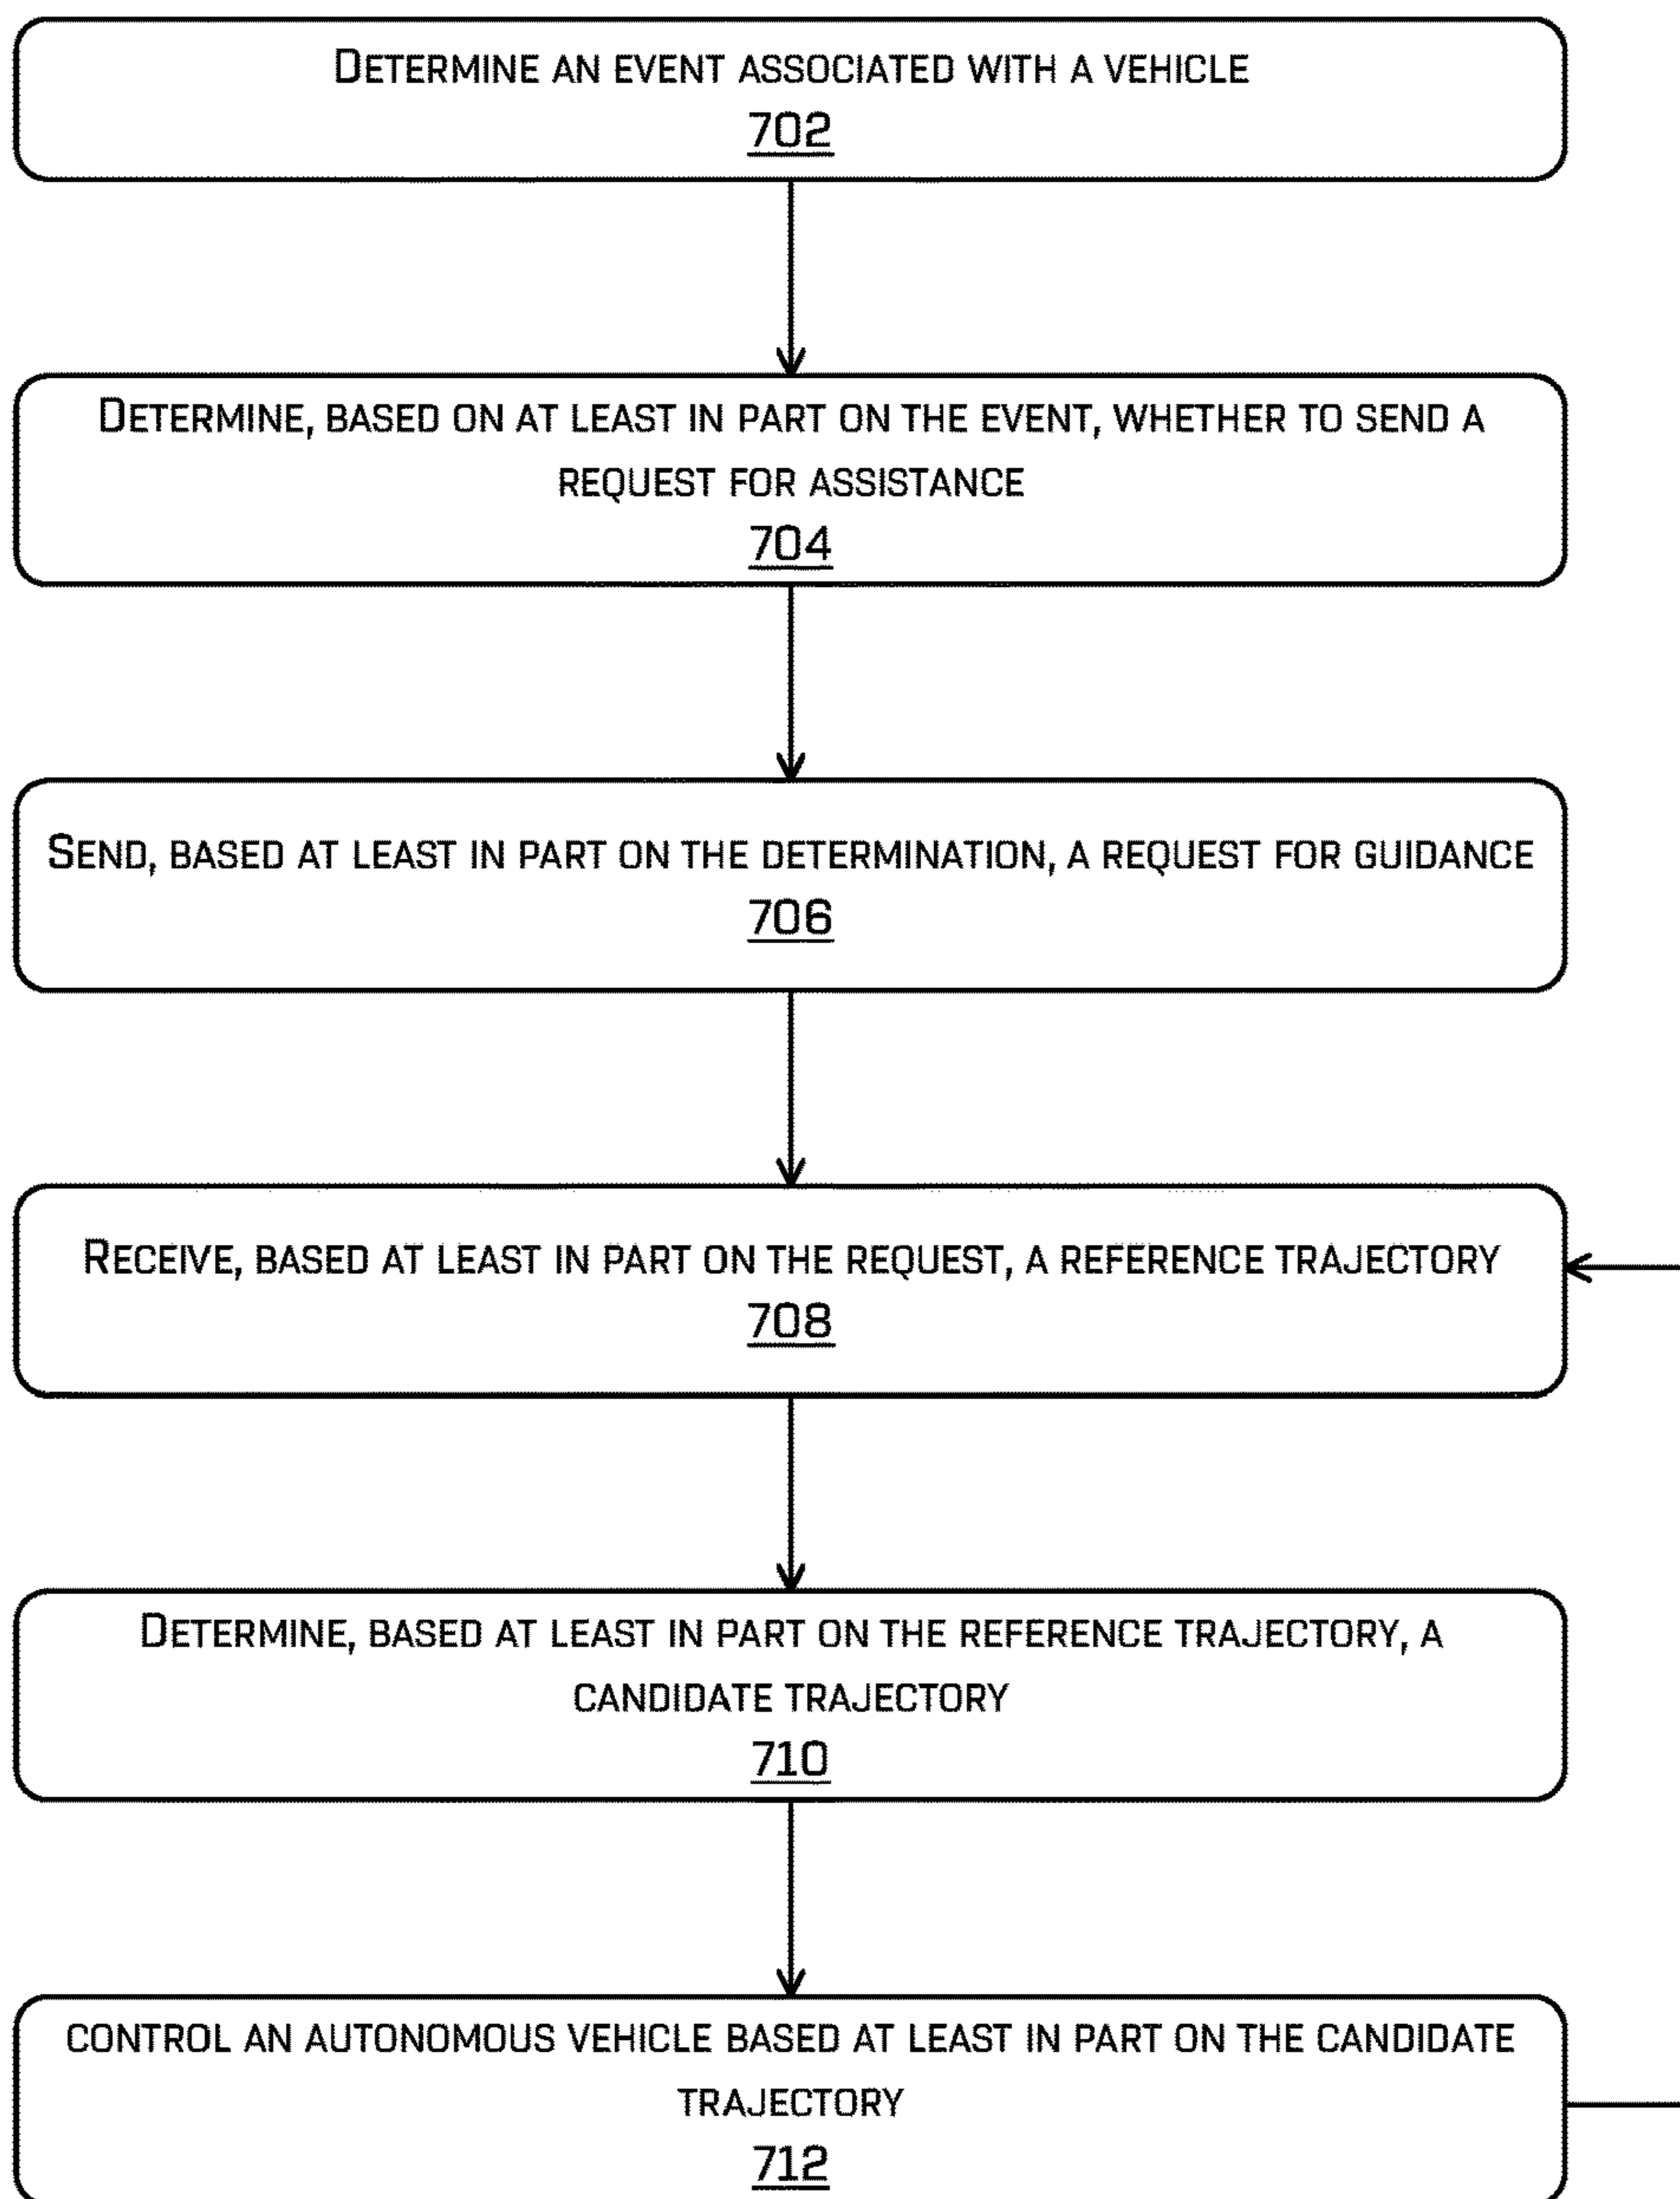 DETERMINE AN EVENT ASSOCIATED WITH A VEHICLE
702
DETERMINE, BASED ON AT LEAST IN PART ON THE EVENT, WHETHER TO SEND A
REQUEST FOR ASSISTANCE
704
SEND, BASED AT LEAST IN PART ON THE DETERMINATION, A REQUEST FOR GUIDANCE
706
RECEIVE, BASED AT LEAST IN PART ON THE REQUEST, A REFERENCE TRAJECTORY
708
DETERMINE, BASED AT LEAST IN PART ON THE REFERENCE TRAJECTORY, A
CANDIDATE TRAJECTORY
710
CONTROL AN AUTONOMOUS VEHICLE BASED AT LEAST IN PART ON THE CANDIDATE
TRAJECTORY
712